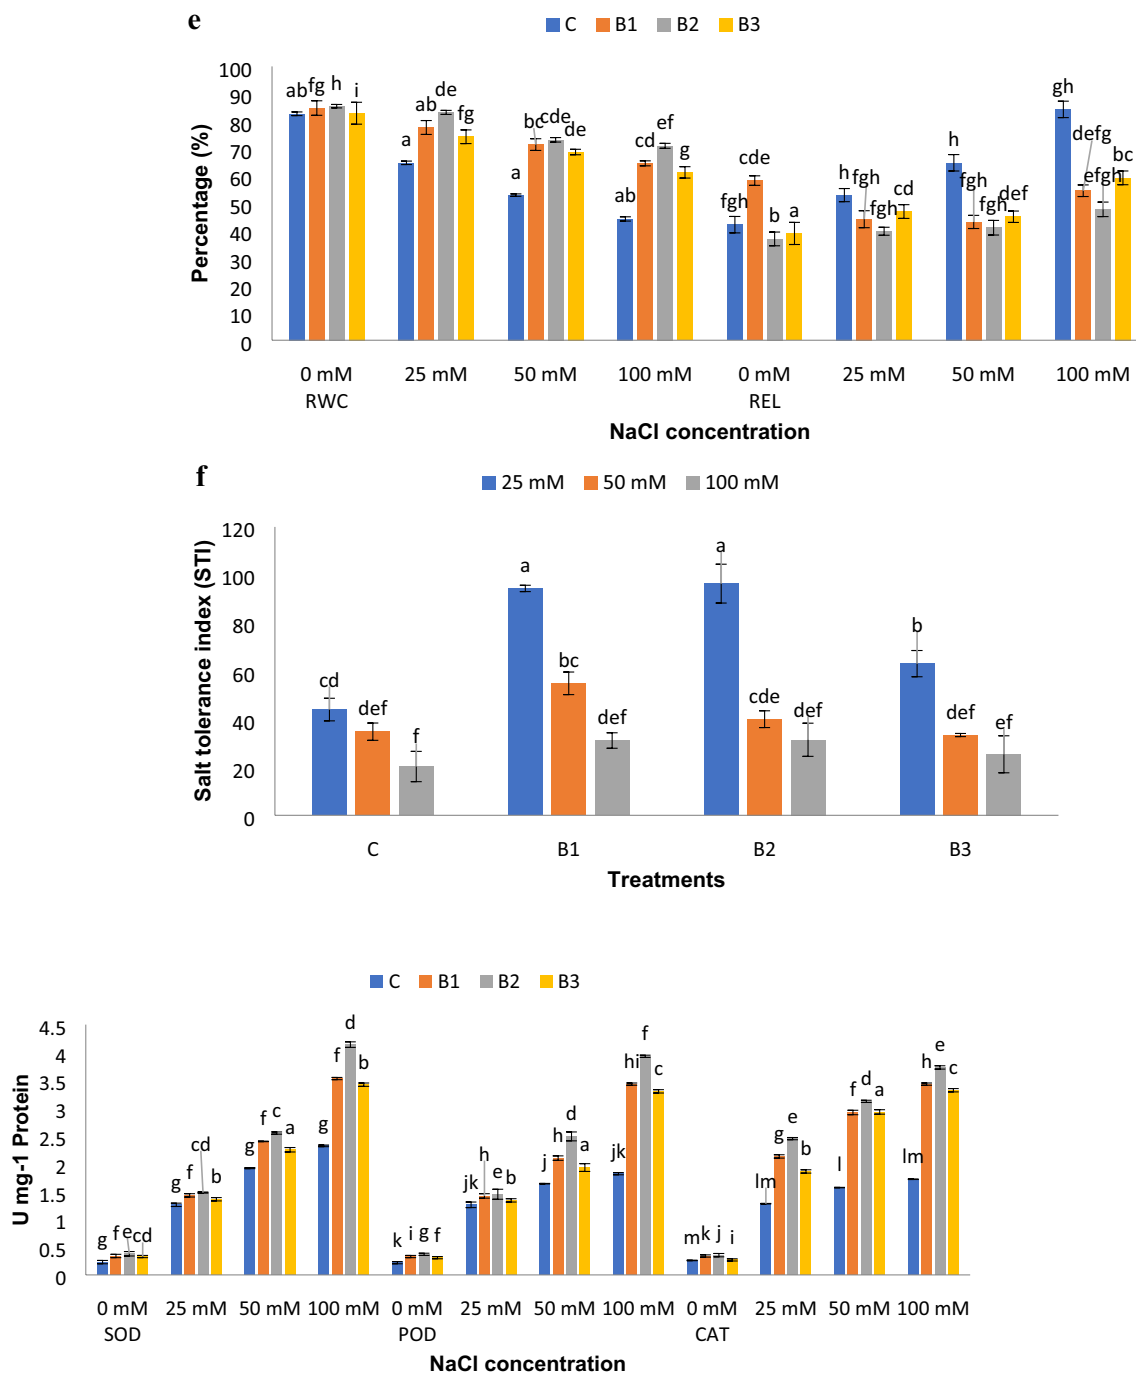 e
C B1 B2 B3
Percentage (%)
100
90
80
70
60
50
40
30
20
10
0
ab fg h i
a ab de fg
a bc cde de
ab cd ef g
fgh cde b a
h fgh fgh cd
h fgh fgh def
gh defg efgh bc
0 mM 25 mM 50 mM 100 mM 0 mM 25 mM 50 mM 100 mM
RWC REL
NaCl concentration
f
25 mM 50 mM 100 mM
Salt tolerance index (STI)
120
100
80
60
40
20
0
cd def f
a bc def
a cde def
b def ef
C B1 B2 B3
Treatments
C B1 B2 B3
U mg-1 Protein
4.5
4
3.5
3
2.5
2
1.5
1
0.5
0
g f e cd
g f cd b
g f c a
g f d b
k i g f
jk h e b
j h d a
jk hi f c
m k j i
lm g e b
l f d a
lm h e c
0 mM 25 mM 50 mM 100 mM 0 mM 25 mM 50 mM 100 mM 0 mM 25 mM 50 mM 100 mM
SOD POD CAT
NaCl concentration